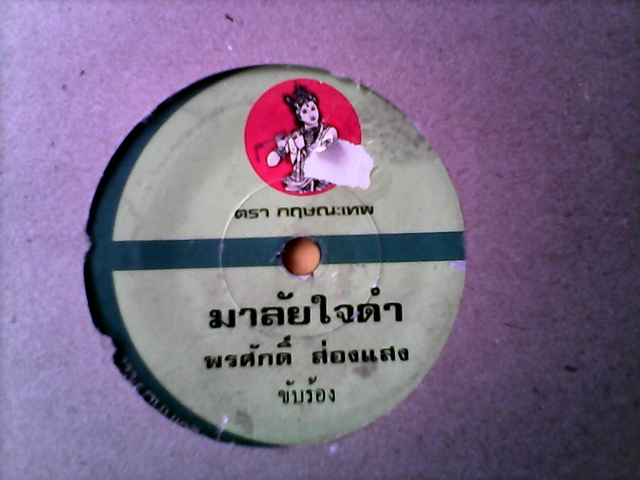 ตรา กฤษณะเทพ
มาลัยใจดำ
พรศักดิ์ ส่องแสง
ขับร้อง